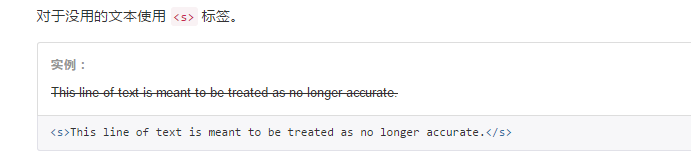 对于没用的文本使用 <s> 标签。
实例：
This line of text is meant to be treated as no longer accurate.
<s>This line of text is meant to be treated as no longer accurate.</s>